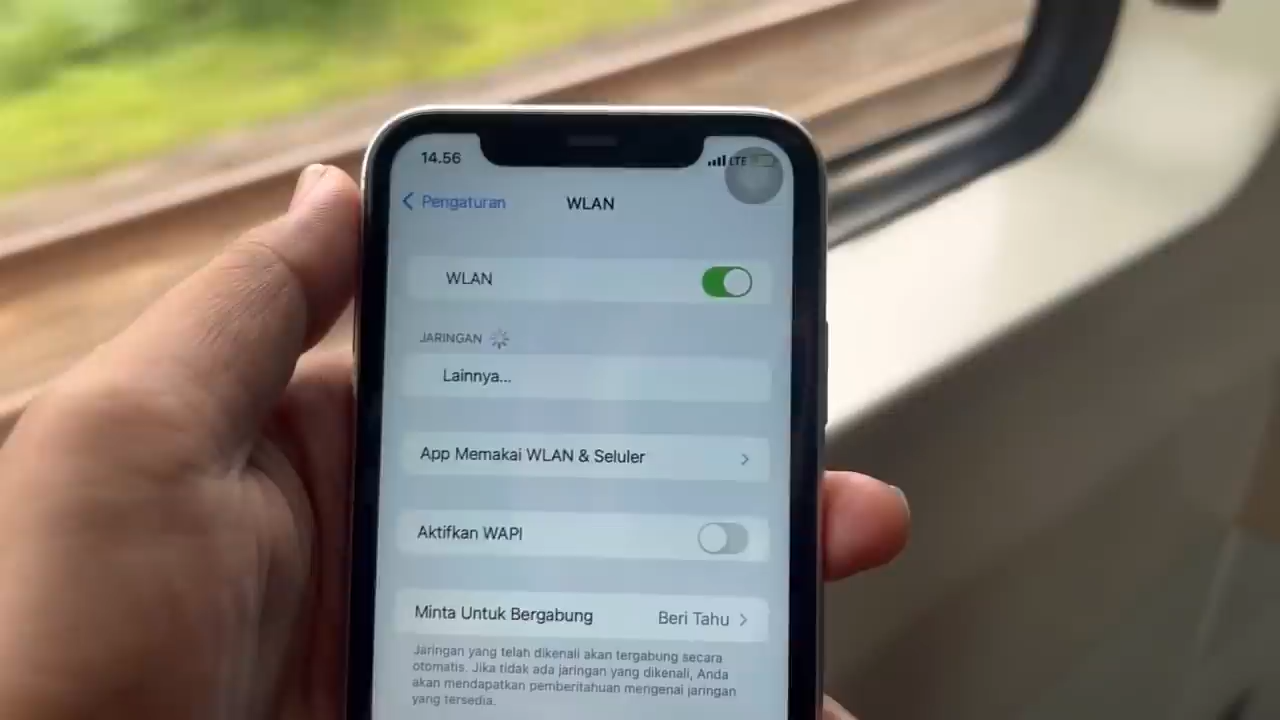 14.56
LTE
Pengaturan
WLAN
WLAN
JARINGAN
Lainnya...
App Memakai WLAN & Seluler
Aktifkan WAPI
Minta Untuk Bergabung Beri Tahu
Jaringan yang telah dikenali akan tergabung secara
otomatis. Jika tidak ada jaringan yang dikenali, Anda
akan mendapatkan pemberitahuan mengenai jaringan
yang tersedia.